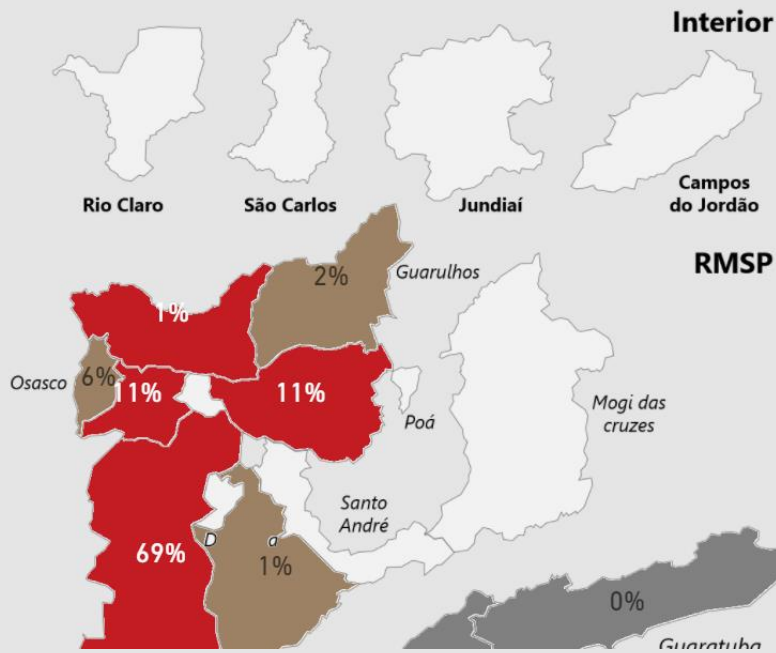 Interior
Rio Claro
São Carlos
Jundiaí
Campos
do Jordão
RMSP
2%
Guarulhos
1%
Osasco
6%
11%
11%
Poá
Mogi das
cruzes
Santo
André
D
a
69%
1%
0%
Guaratuba